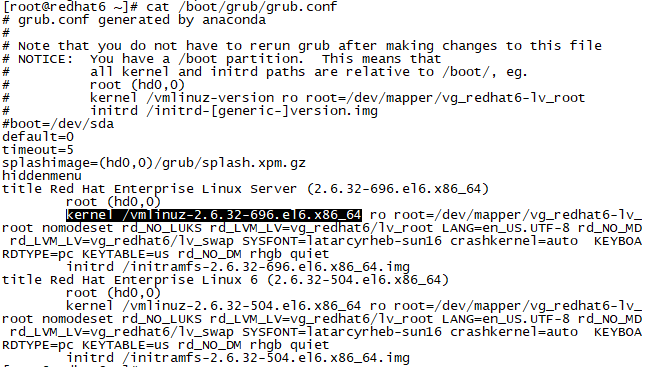 [root@redhat6 ~]# cat /boot/grub/grub.conf
# grub.conf generated by anaconda
#
# Note that you do not have to rerun grub after making changes to this file
# NOTICE:  You have a /boot partition.  This means that
#          all kernel and initrd paths are relative to /boot/, eg.
#          root (hd0,0)
#          kernel /vmlinuz-version ro root=/dev/mapper/vg_redhat6-lv_root
#          initrd /initrd-[generic-]version.img
#boot=/dev/sda
default=0
timeout=5
splashimage=(hd0,0)/grub/splash.xpm.gz
hiddenmenu
title Red Hat Enterprise Linux Server (2.6.32-696.el6.x86_64)
        root (hd0,0)
        kernel /vmlinuz-2.6.32-696.el6.x86_64 ro root=/dev/mapper/vg_redhat6-lv_
root nomodeset rd_NO_LUKS rd_LVM_LV=vg_redhat6/lv_root LANG=en_US.UTF-8 rd_NO_MD
 rd_LVM_LV=vg_redhat6/lv_swap SYSFONT=latarcyrheb-sun16 crashkernel=auto  KEYBOA
RDTYPE=pc KEYTABLE=us rd_NO_DM rhgb quiet
        initrd /initramfs-2.6.32-696.el6.x86_64.img
title Red Hat Enterprise Linux 6 (2.6.32-504.el6.x86_64)
        root (hd0,0)
        kernel /vmlinuz-2.6.32-504.el6.x86_64 ro root=/dev/mapper/vg_redhat6-lv_
root nomodeset rd_NO_LUKS rd_LVM_LV=vg_redhat6/lv_root LANG=en_US.UTF-8 rd_NO_MD
 rd_LVM_LV=vg_redhat6/lv_swap SYSFONT=latarcyrheb-sun16 crashkernel=auto  KEYBOA
RDTYPE=pc KEYTABLE=us rd_NO_DM rhgb quiet
        initrd /initramfs-2.6.32-504.el6.x86_64.img